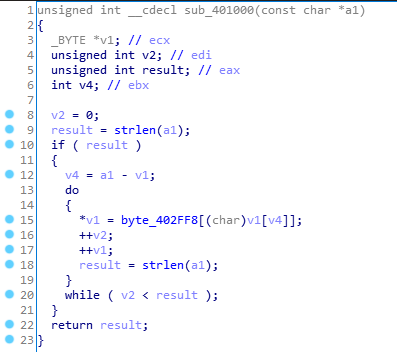 1 unsigned int __cdecl sub_401000(const char *a1)
2 {
3   _BYTE *v1; // ecx
4   unsigned int v2; // edi
5   unsigned int result; // eax
6   int v4; // ebx
7
8   v2 = 0;
9   result = strlen(a1);
10   if ( result )
11   {
12     v4 = a1 - v1;
13     do
14     {
15       *v1 = byte_402FF8[(char)v1[v4]];
16       ++v2;
17       ++v1;
18       result = strlen(a1);
19     }
20     while ( v2 < result );
21   }
22   return result;
23 }